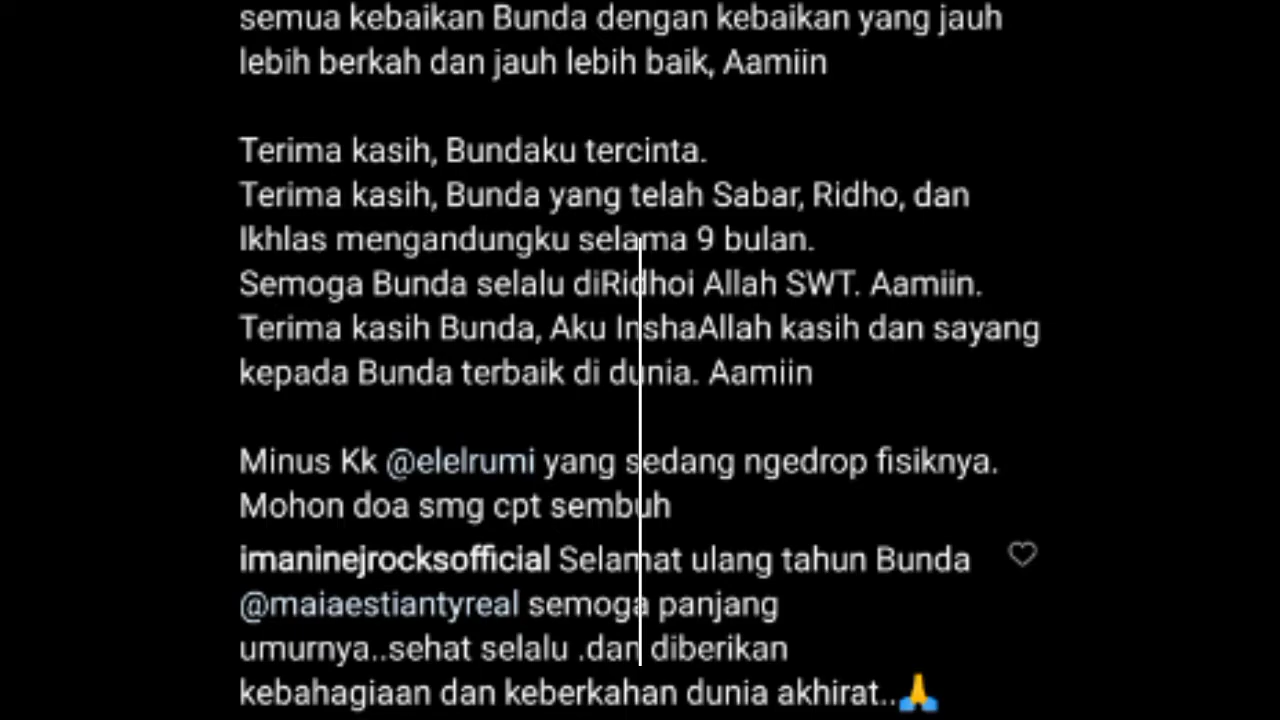 semua kebaikan Bunda dengan kebaikan yang jauh
lebih berkah dan jauh lebih baik, Aamiin
Terima kasih, Bundaku tercinta.
Terima kasih, Bunda yang telah Sabar, Ridho, dan
Ikhlas mengandungku selama 9 bulan.
Semoga Bunda selalu diRidhoi Allah SWT. Aamiin.
Terima kasih Bunda, Aku InshaAllah kasih dan sayang
kepada Bunda terbaik di dunia. Aamiin
Minus Kk @elelrumi yang sedang ngedrop fisiknya.
Mohon doa smg cpt sembuh
imaninejrocksofficial Selamat ulang tahun Bunda
@maiaestiantyreal semoga panjang
umurnya..sehat selalu .dan diberikan
kebahagiaan dan keberkahan dunia akhirat..🙏